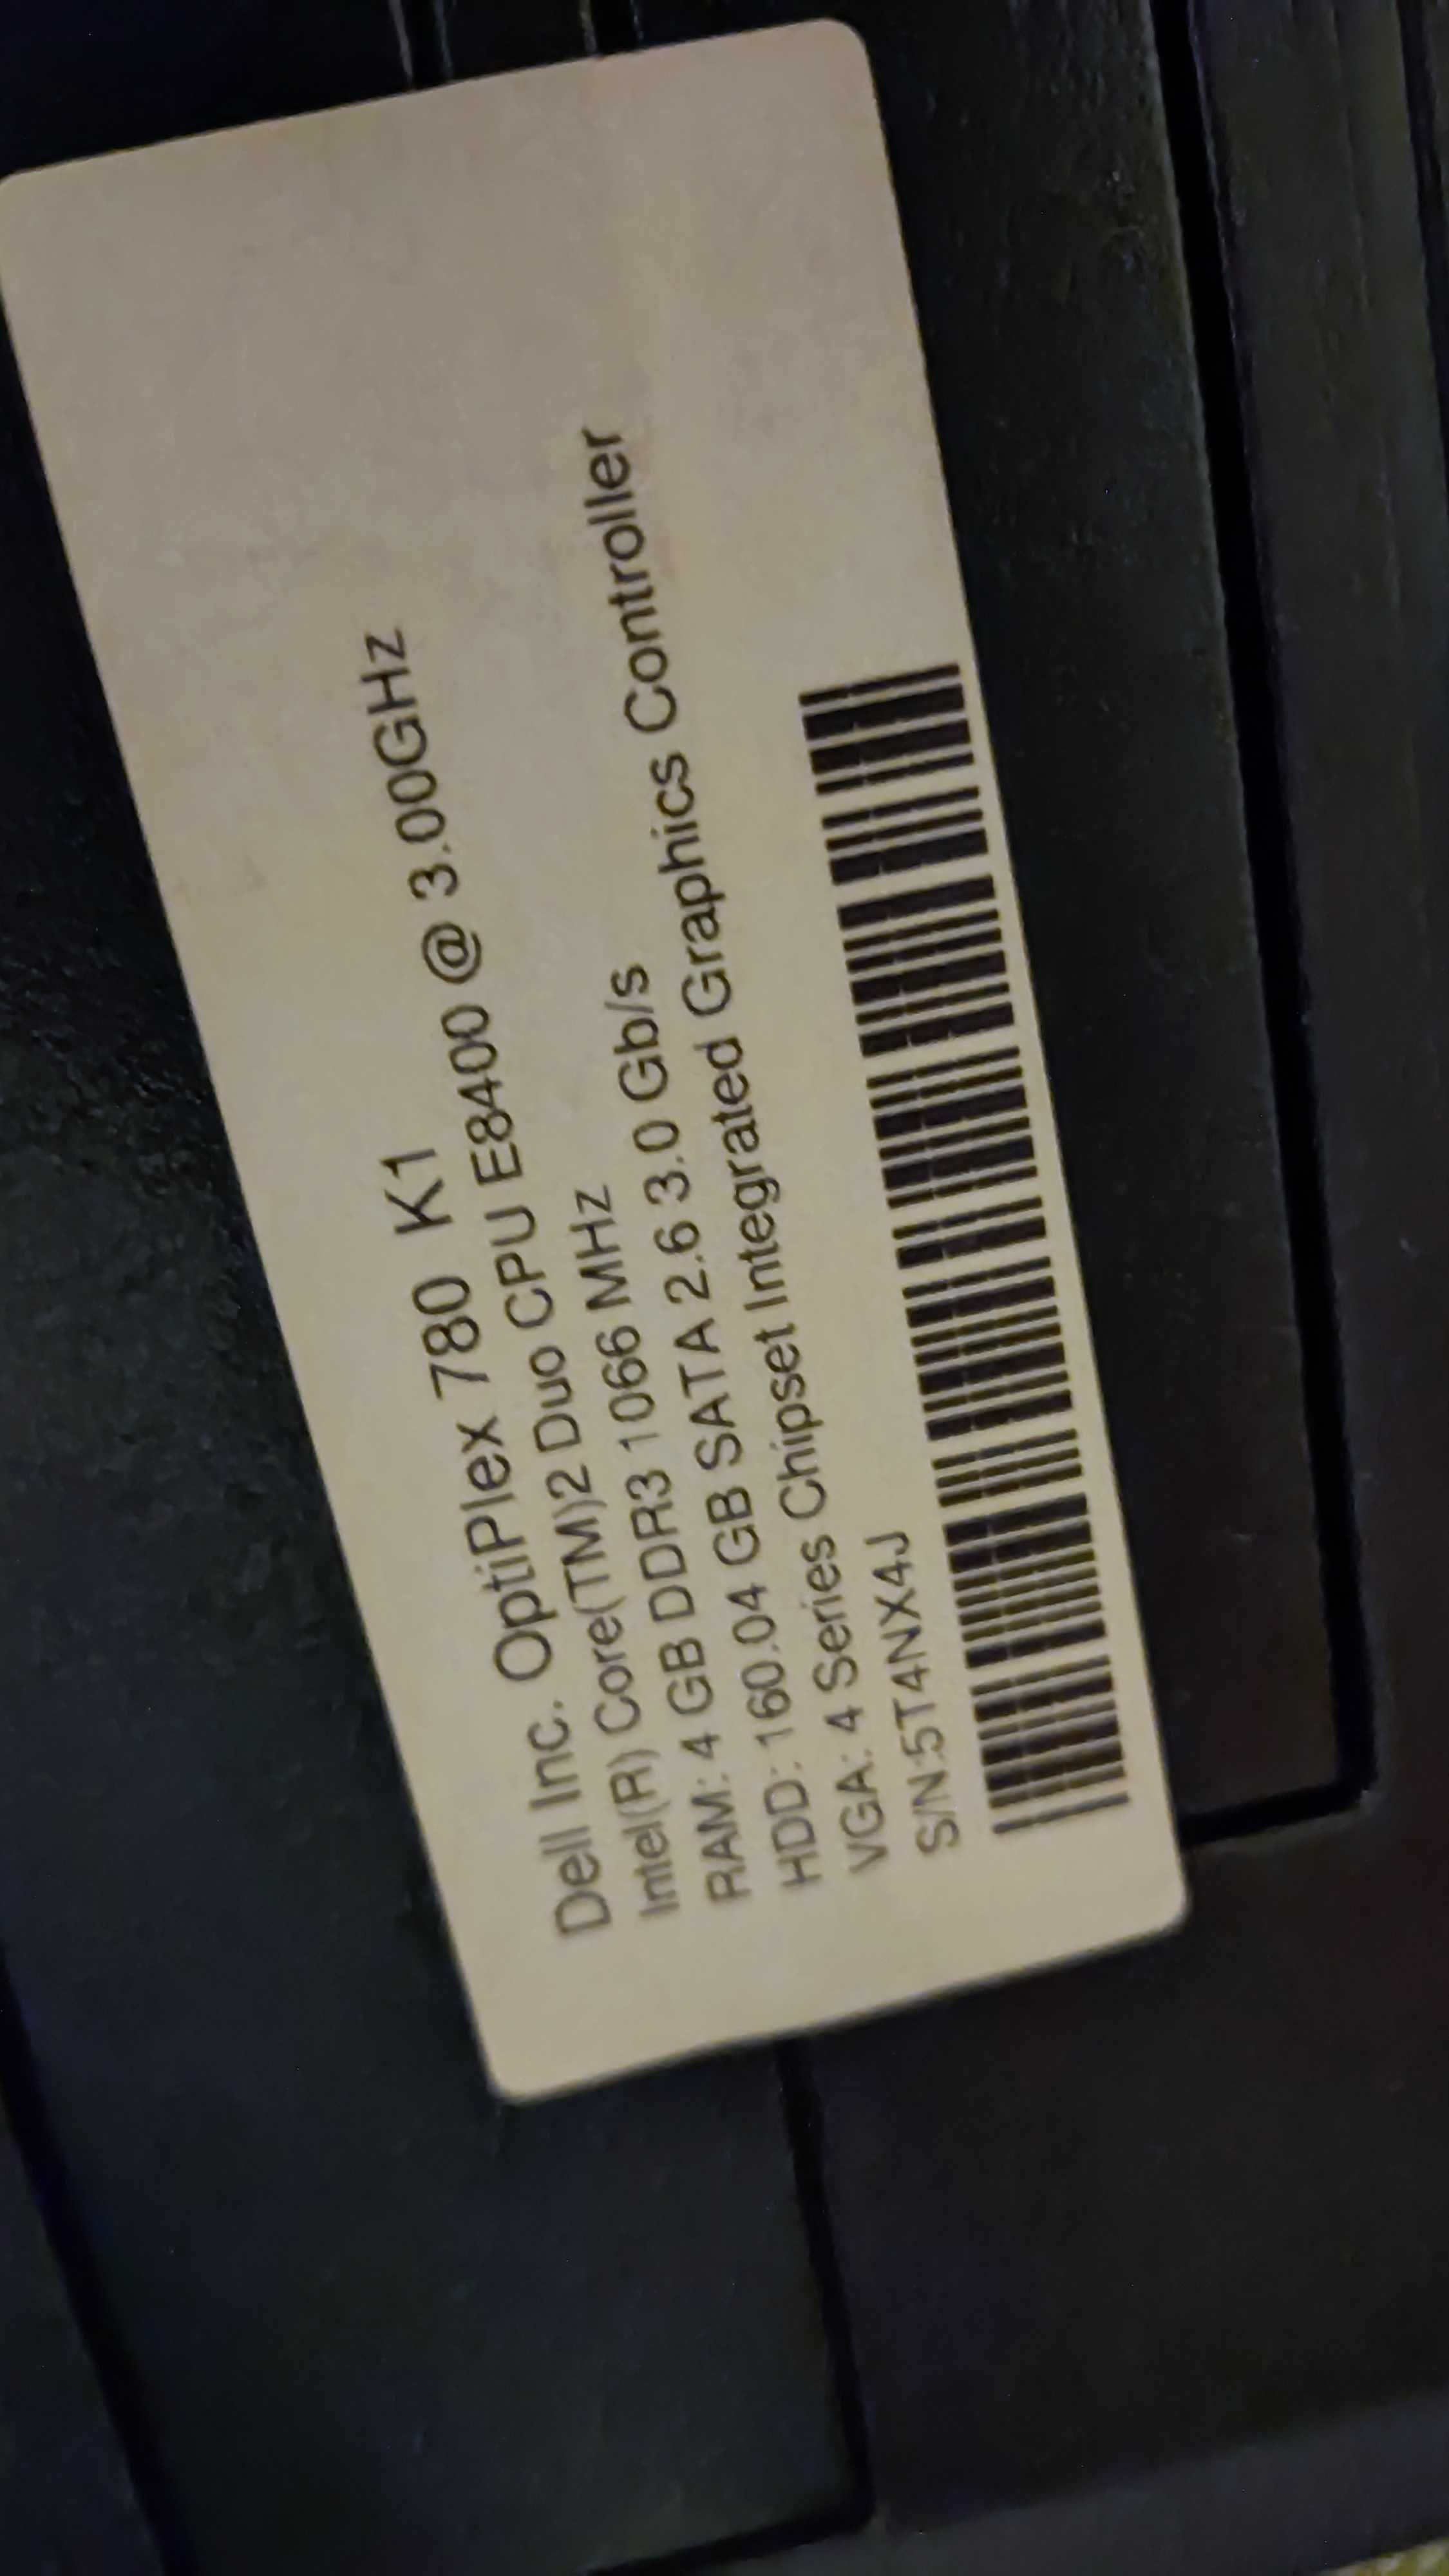 Dell Inc. OptiPlex 780 K1
Intel(R) Core(TM)2 Duo CPU E8400 @ 3.00GHz
RAM: 4 GB DDR3 1066 MHz
HDD: 160.04 GB SATA 2.6 3.0 Gb/s
VGA: 4 Series Chipset Integrated Graphics Controller
S/N:5T4NX4J